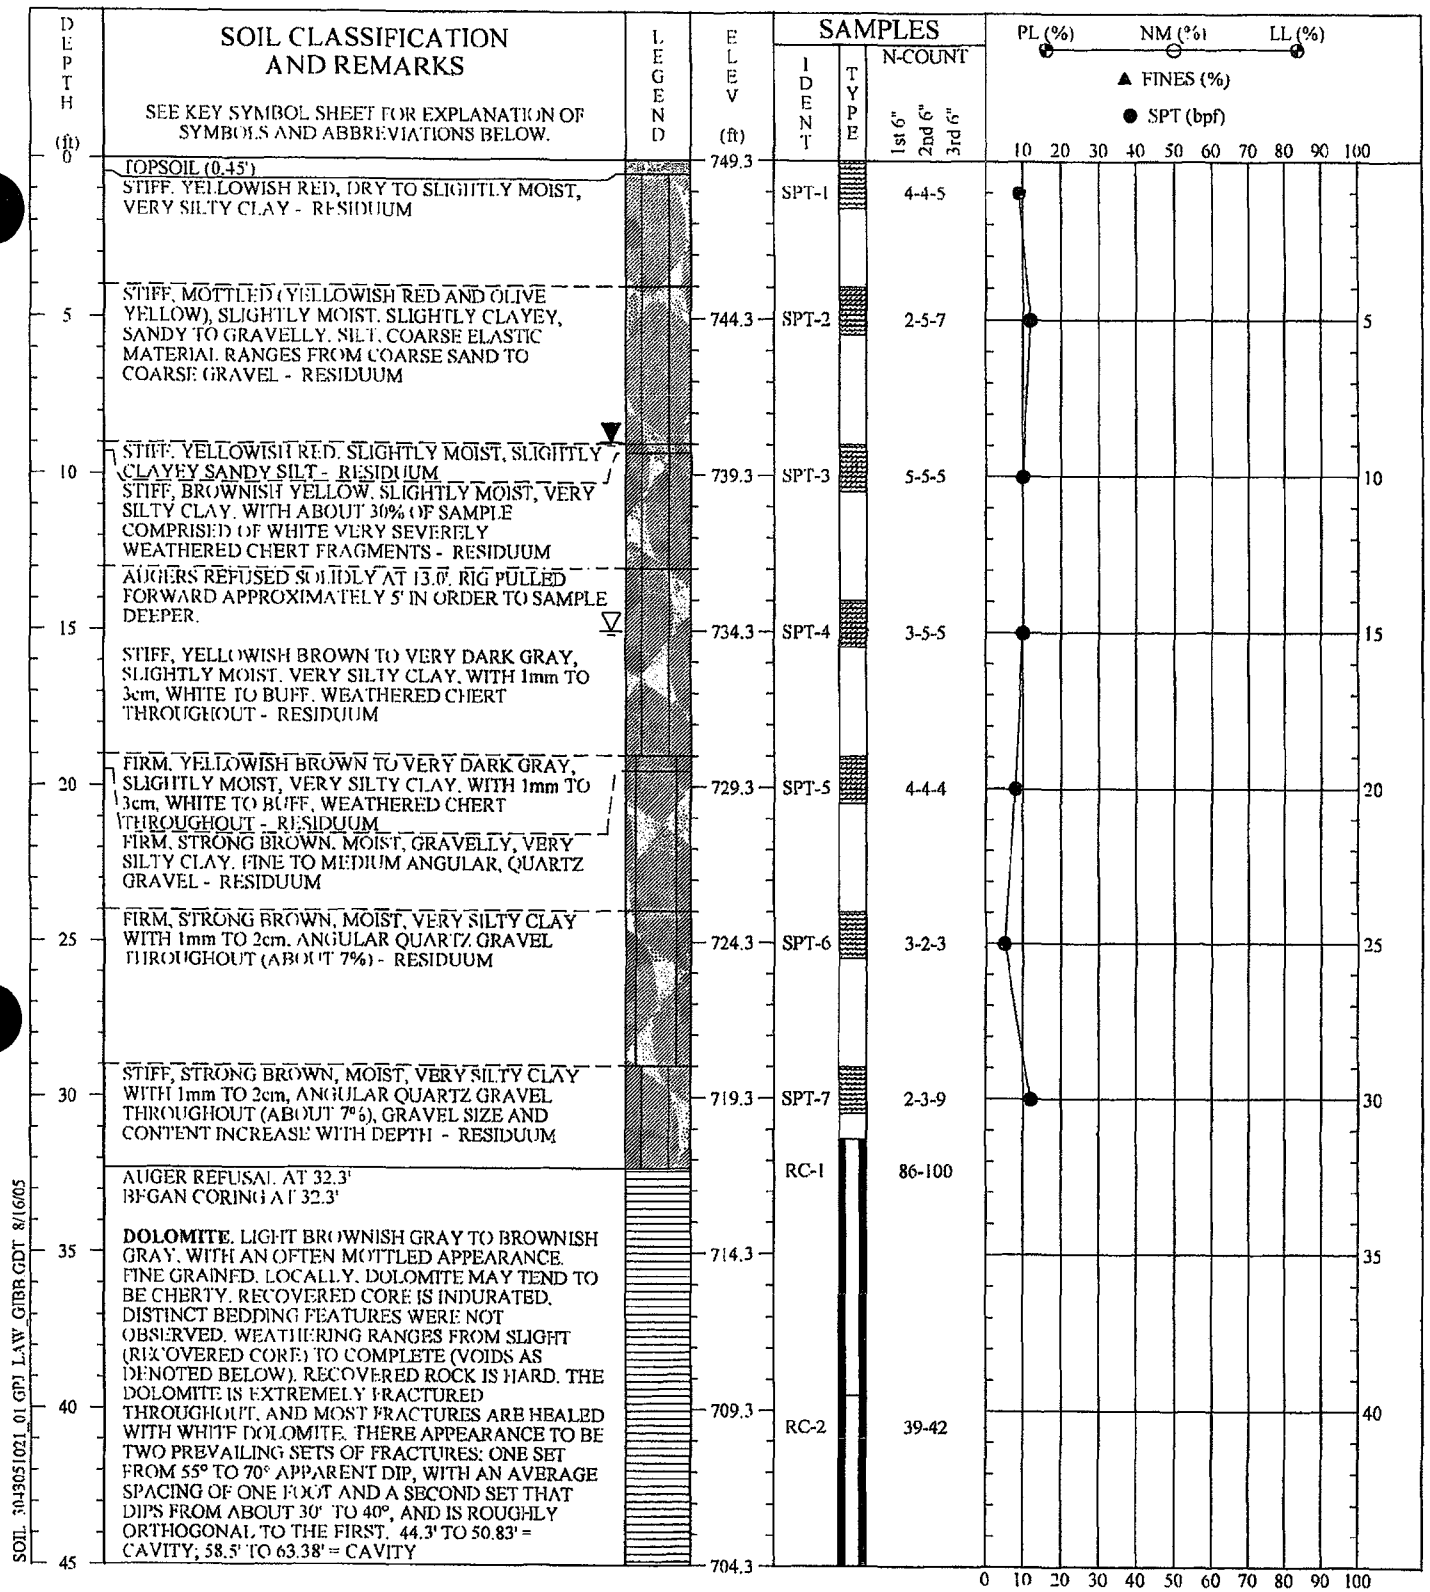 DEPTH (ft)
SOIL CLASSIFICATION
AND REMARKS
SEE KEY SYMBOL SHEET FOR EXPLANATION OF
SYMBOLS AND ABBREVIATIONS BELOW.
LEGEND
ELEV (ft)
SAMPLES
IDENT
TYPE
N-COUNT
1st 6"
2nd 6"
3rd 6"
PL (%) NM (%) LL (%)
▲ FINES (%)
● SPT (bpf)
10 20 30 40 50 60 70 80 90 100
0 749.3
TOPSOIL (0.45')
STIFF. YELLOWISH RED, DRY TO SLIGHTLY MOIST,
VERY SILTY CLAY - RESIDUUM
SPT-1 4-4-5
STIFF, MOTTLED (YELLOWISH RED AND OLIVE
YELLOW), SLIGHTLY MOIST. SLIGHTLY CLAYEY,
SANDY TO GRAVELLY. SILT. COARSE ELASTIC
MATERIAL RANGES FROM COARSE SAND TO
COARSE GRAVEL - RESIDUUM
5 744.3 SPT-2 2-5-7 5
STIFF. YELLOWISH RED. SLIGHTLY MOIST, SLIGHTLY
CLAYEY SANDY SILT - RESIDUUM
10 739.3 SPT-3 5-5-5 10
STIFF, BROWNISH YELLOW. SLIGHTLY MOIST, VERY
SILTY CLAY. WITH ABOUT 30% OF SAMPLE
COMPRISED OF WHITE VERY SEVERELY
WEATHERED CHERT FRAGMENTS - RESIDUUM
AUGERS REFUSED SOLIDLY AT 13.0'. RIG PULLED
FORWARD APPROXIMATELY 5' IN ORDER TO SAMPLE
DEEPER.
15 734.3 SPT-4 3-5-5 15
STIFF, YELLOWISH BROWN TO VERY DARK GRAY,
SLIGHTLY MOIST. VERY SILTY CLAY. WITH 1mm TO
3cm, WHITE TO BUFF. WEATHERED CHERT
THROUGHOUT - RESIDUUM
FIRM. YELLOWISH BROWN TO VERY DARK GRAY,
SLIGHTLY MOIST, VERY SILTY CLAY. WITH 1mm TO
3cm, WHITE TO BUFF, WEATHERED CHERT
THROUGHOUT - RESIDUUM
20 729.3 SPT-5 4-4-4 20
FIRM, STRONG BROWN. MOIST, GRAVELLY, VERY
SILTY CLAY. FINE TO MEDIUM ANGULAR, QUARTZ
GRAVEL - RESIDUUM
FIRM, STRONG BROWN, MOIST, VERY SILTY CLAY
WITH 1mm TO 2cm. ANGULAR QUARTZ GRAVEL
THROUGHOUT (ABOUT 7%) - RESIDUUM
25 724.3 SPT-6 3-2-3 25
STIFF, STRONG BROWN, MOIST, VERY SILTY CLAY
WITH 1mm TO 2cm, ANGULAR QUARTZ GRAVEL
THROUGHOUT (ABOUT 7%), GRAVEL SIZE AND
CONTENT INCREASE WITH DEPTH - RESIDUUM
30 719.3 SPT-7 2-3-9 30
AUGER REFUSAL AT 32.3'
BEGAN CORING AT 32.3'
RC-1 86-100
DOLOMITE. LIGHT BROWNISH GRAY TO BROWNISH
GRAY. WITH AN OFTEN MOTTLED APPEARANCE.
FINE GRAINED. LOCALLY. DOLOMITE MAY TEND TO
BE CHERTY. RECOVERED CORE IS INDURATED.
DISTINCT BEDDING FEATURES WERE NOT
OBSERVED. WEATHERING RANGES FROM SLIGHT
(RECOVERED CORE) TO COMPLETE (VOIDS AS
DENOTED BELOW). RECOVERED ROCK IS HARD. THE
DOLOMITE IS EXTREMELY FRACTURED
THROUGHOUT. AND MOST FRACTURES ARE HEALED
WITH WHITE DOLOMITE. THERE APPEARANCE TO BE
TWO PREVAILING SETS OF FRACTURES: ONE SET
FROM 55° TO 70° APPARENT DIP, WITH AN AVERAGE
SPACING OF ONE FOOT AND A SECOND SET THAT
DIPS FROM ABOUT 30° TO 40°, AND IS ROUGHLY
ORTHOGONAL TO THE FIRST. 44.3' TO 50.83' =
CAVITY; 58.5' TO 63.38' = CAVITY
35 714.3 35
40 709.3 40
RC-2 39-42
45 704.3
0 10 20 30 40 50 60 70 80 90 100
SOIL 3043051021_01 GPJ LAW_GIBB.GDT 8/16/05